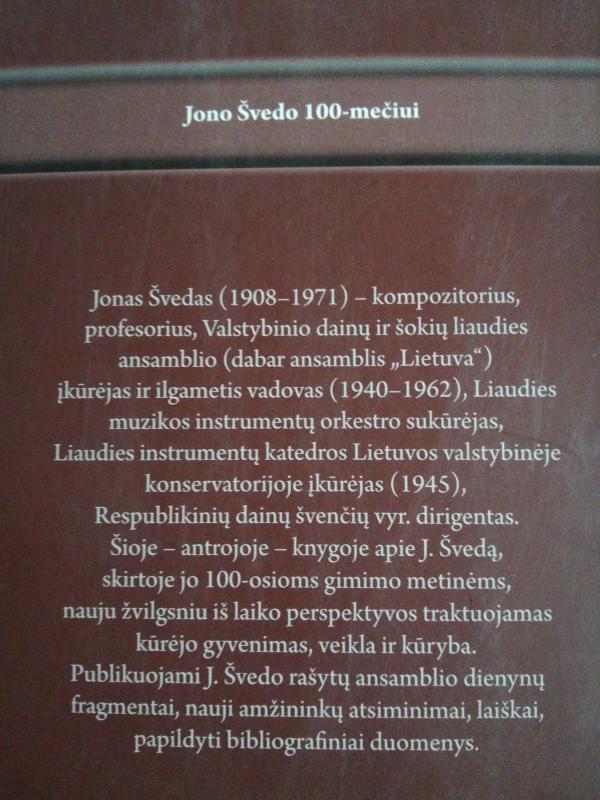 Jono Švedo 100-mečiui
Jonas Švedas (1908–1971) – kompozitorius,
profesorius, Valstybinio dainų ir šokių liaudies
ansamblio (dabar ansamblis „Lietuva“)
įkūrėjas ir ilgametis vadovas (1940–1962), Liaudies
muzikos instrumentų orkestro sukūrėjas,
Liaudies instrumentų katedros Lietuvos valstybinėje
konservatorijoje įkūrėjas (1945),
Respublikinių dainų švenčių vyr. dirigentas.
Šioje – antrojoje – knygoje apie J. Švedą,
skirtoje jo 100-osioms gimimo metinėms,
nauju žvilgsniu iš laiko perspektyvos traktuojamas
kūrėjo gyvenimas, veikla ir kūryba.
Publikuojami J. Švedo rašytų ansamblio dienynų
fragmentai, nauji amžininkų atsiminimai, laiškai,
papildyti bibliografiniai duomenys.